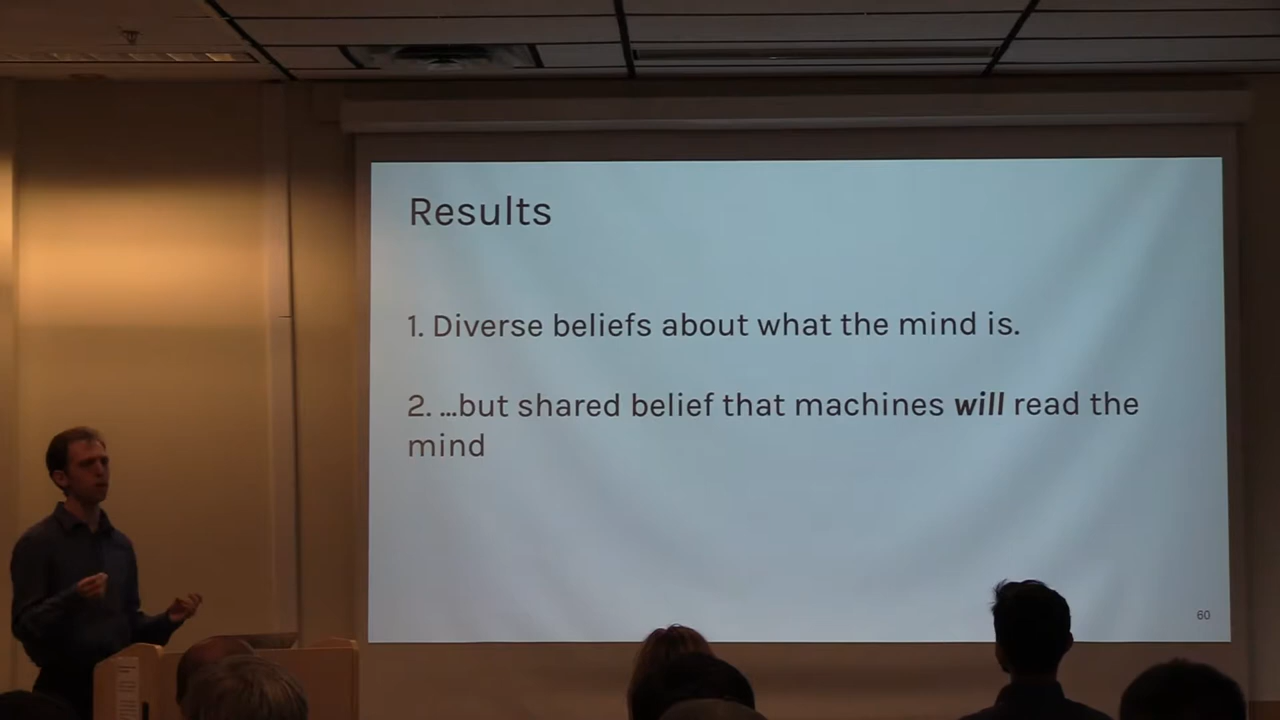 Results
1. Diverse beliefs about what the mind is.
2. ...but shared belief that machines will read the
mind
60